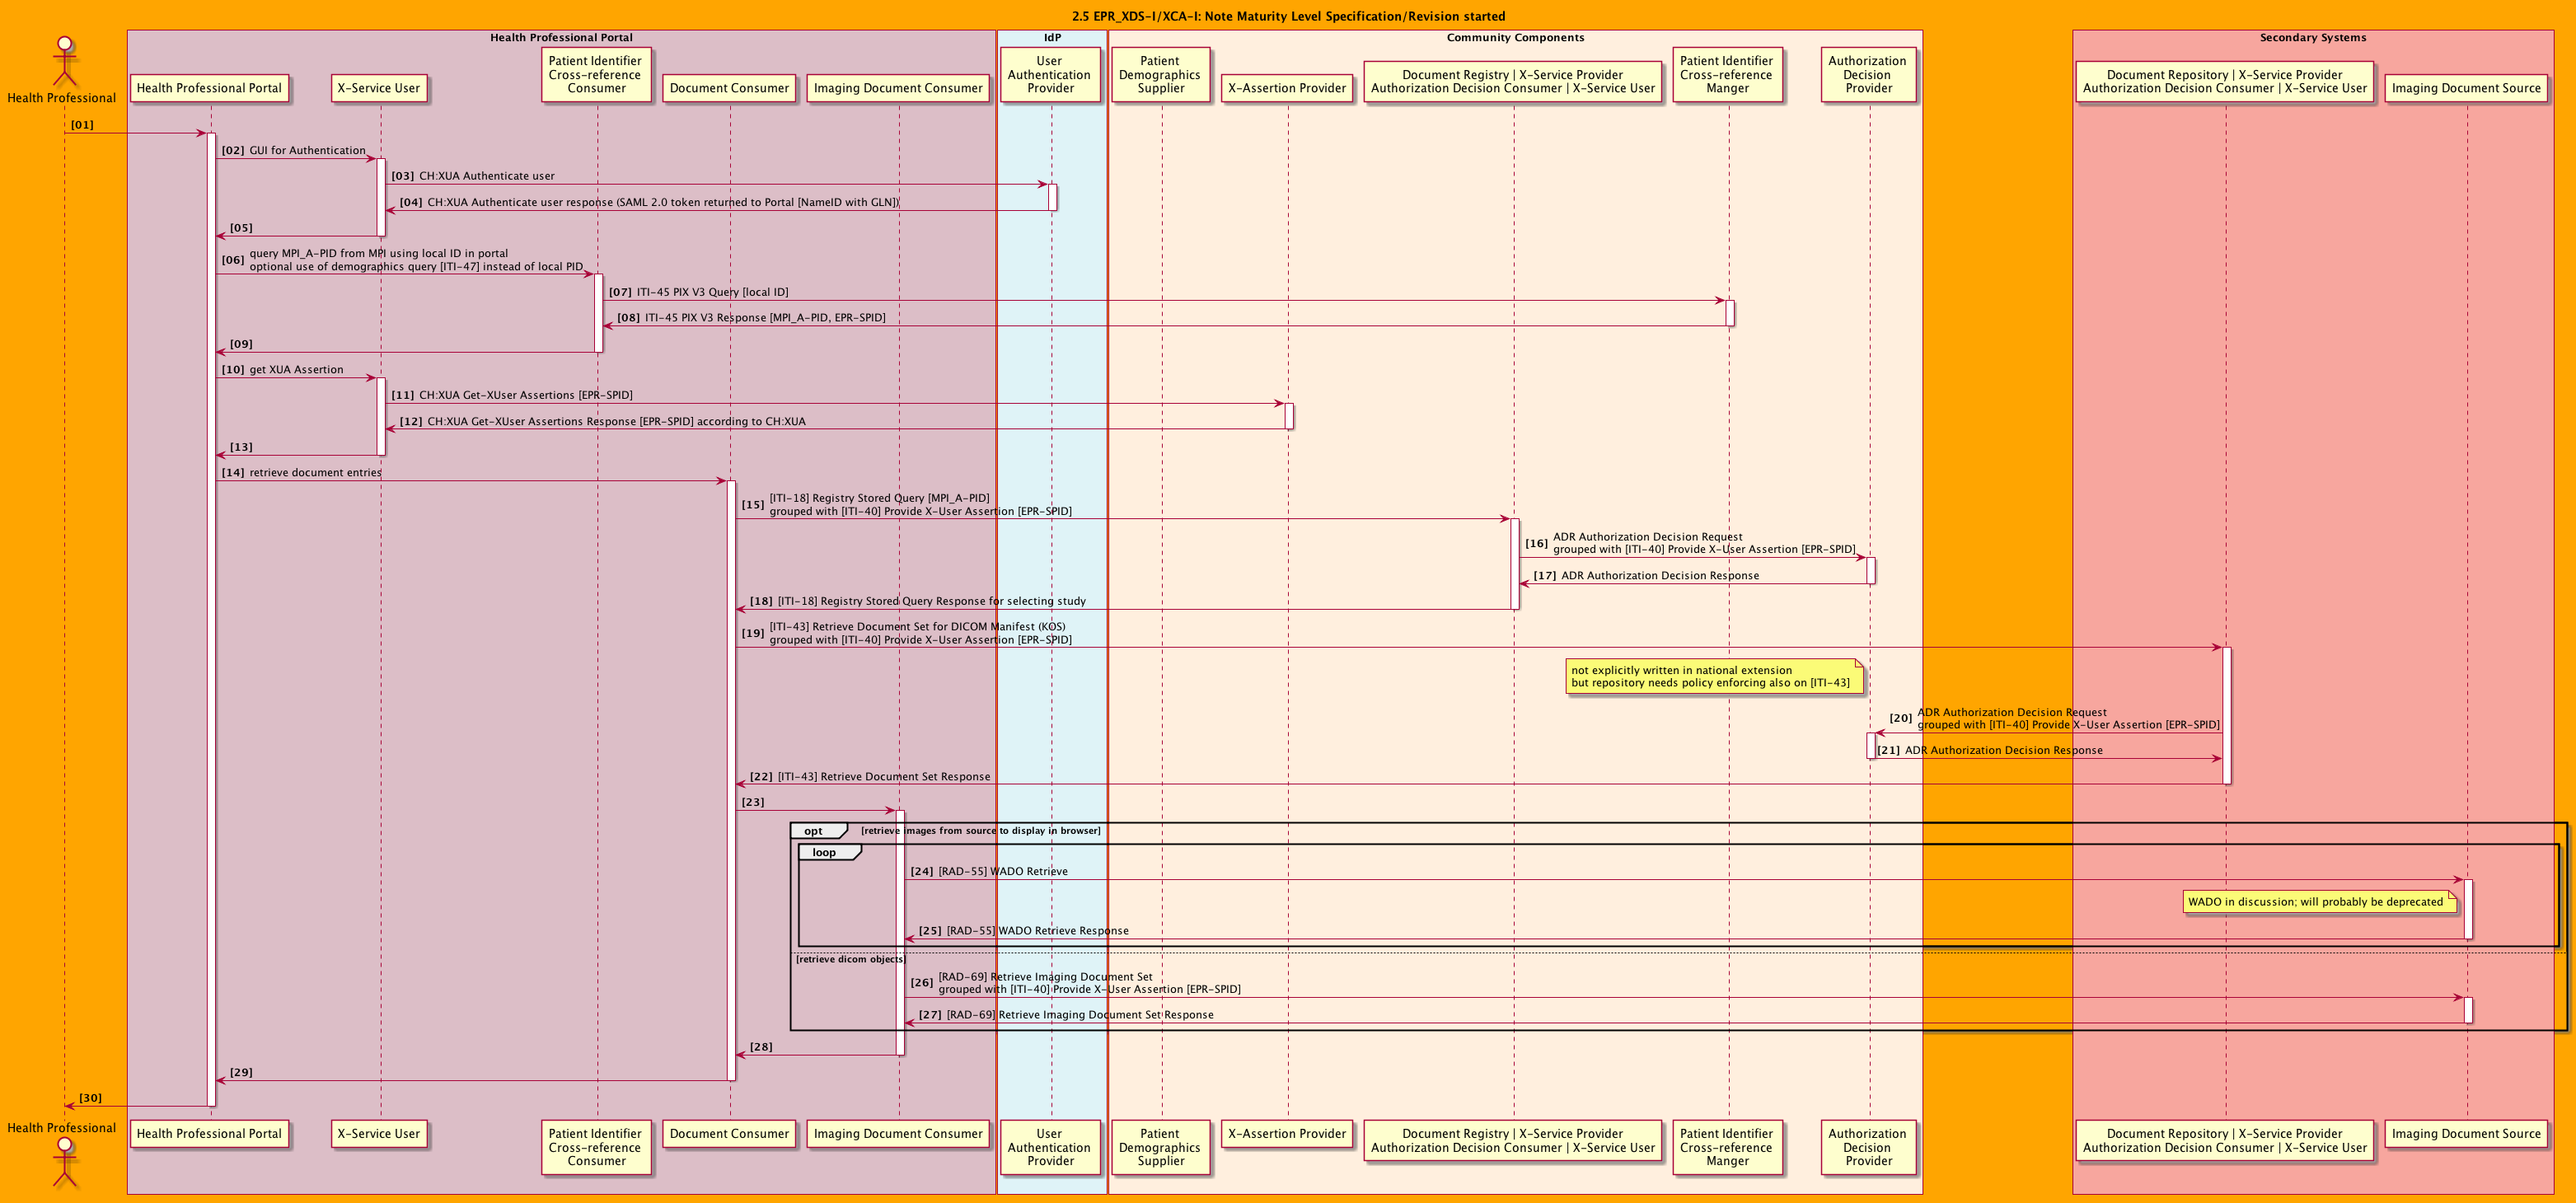 2.5 EPR_XDS-I/XCA-I: Note Maturity Level Specification/Revision started
Health Professional Portal
IdP
Community Components
Secondary Systems
Health Professional
Health Professional Portal
X-Service User
Patient Identifier
Cross-reference
Consumer
Document Consumer
Imaging Document Consumer
User
Authentication
Provider
Patient
Demographics
Supplier
X-Assertion Provider
Document Registry | X-Service Provider
Authorization Decision Consumer | X-Service User
Patient Identifier
Cross-reference
Manger
Authorization
Decision
Provider
Document Repository | X-Service Provider
Authorization Decision Consumer | X-Service User
Imaging Document Source
[01]
[02] GUI for Authentication
[03] CH:XUA Authenticate user
[04] CH:XUA Authenticate user response (SAML 2.0 token returned to Portal [NameID with GLN])
[05]
[06] query MPI_A-PID from MPI using local ID in portal
optional use of demographics query [ITI-47] instead of local PID
[07] ITI-45 PIX V3 Query [local ID]
[08] ITI-45 PIX V3 Response [MPI_A-PID, EPR-SPID]
[09]
[10] get XUA Assertion
[11] CH:XUA Get-XUser Assertions [EPR-SPID]
[12] CH:XUA Get-XUser Assertions Response [EPR-SPID] according to CH:XUA
[13]
[14] retrieve document entries
[15] [ITI-18] Registry Stored Query [MPI_A-PID]
grouped with [ITI-40] Provide X-User Assertion [EPR-SPID]
[16] ADR Authorization Decision Request
grouped with [ITI-40] Provide X-User Assertion [EPR-SPID]
[17] ADR Authorization Decision Response
[18] [ITI-18] Registry Stored Query Response for selecting study
[19] [ITI-43] Retrieve Document Set for DICOM Manifest (KOS)
grouped with [ITI-40] Provide X-User Assertion [EPR-SPID]
not explicitly written in national extension
but repository needs policy enforcing also on [ITI-43]
[20] ADR Authorization Decision Request
grouped with [ITI-40] Provide X-User Assertion [EPR-SPID]
[21] ADR Authorization Decision Response
[22] [ITI-43] Retrieve Document Set Response
[23]
opt [retrieve images from source to display in browser]
loop
[24] [RAD-55] WADO Retrieve
WADO in discussion; will probably be deprecated
[25] [RAD-55] WADO Retrieve Response
[retrieve dicom objects]
[26] [RAD-69] Retrieve Imaging Document Set
grouped with [ITI-40] Provide X-User Assertion [EPR-SPID]
[27] [RAD-69] Retrieve Imaging Document Set Response
[28]
[29]
[30]
Health Professional
Health Professional Portal
X-Service User
Patient Identifier
Cross-reference
Consumer
Document Consumer
Imaging Document Consumer
User
Authentication
Provider
Patient
Demographics
Supplier
X-Assertion Provider
Document Registry | X-Service Provider
Authorization Decision Consumer | X-Service User
Patient Identifier
Cross-reference
Manger
Authorization
Decision
Provider
Document Repository | X-Service Provider
Authorization Decision Consumer | X-Service User
Imaging Document Source